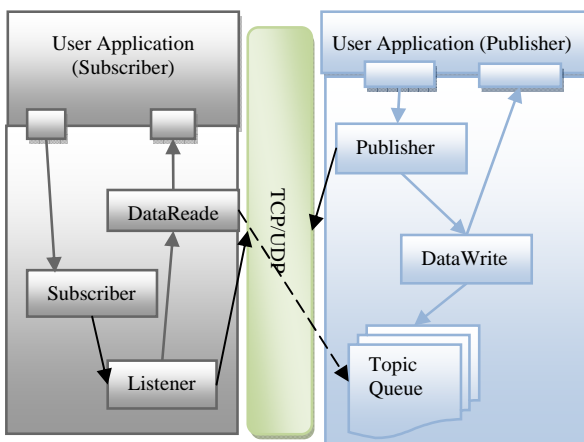 User Application
(Subscriber)
User Application (Publisher)
Publisher
TCP/UDP
DataReade
DataWrite
Subscriber
Listener
Topic
Queue